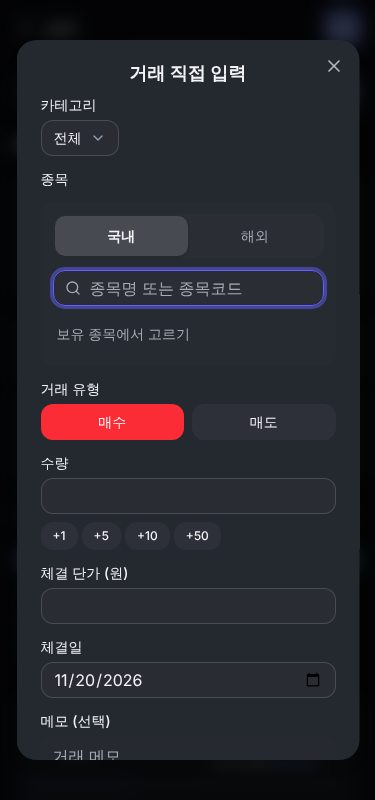 거래 직접 입력
카테고리
전체
종목
국내 해외
종목명 또는 종목코드
보유 종목에서 고르기
거래 유형
매수 매도
수량
+1 +5 +10 +50
체결 단가 (원)
체결일
11/20/2026
메모 (선택)
거래 메모